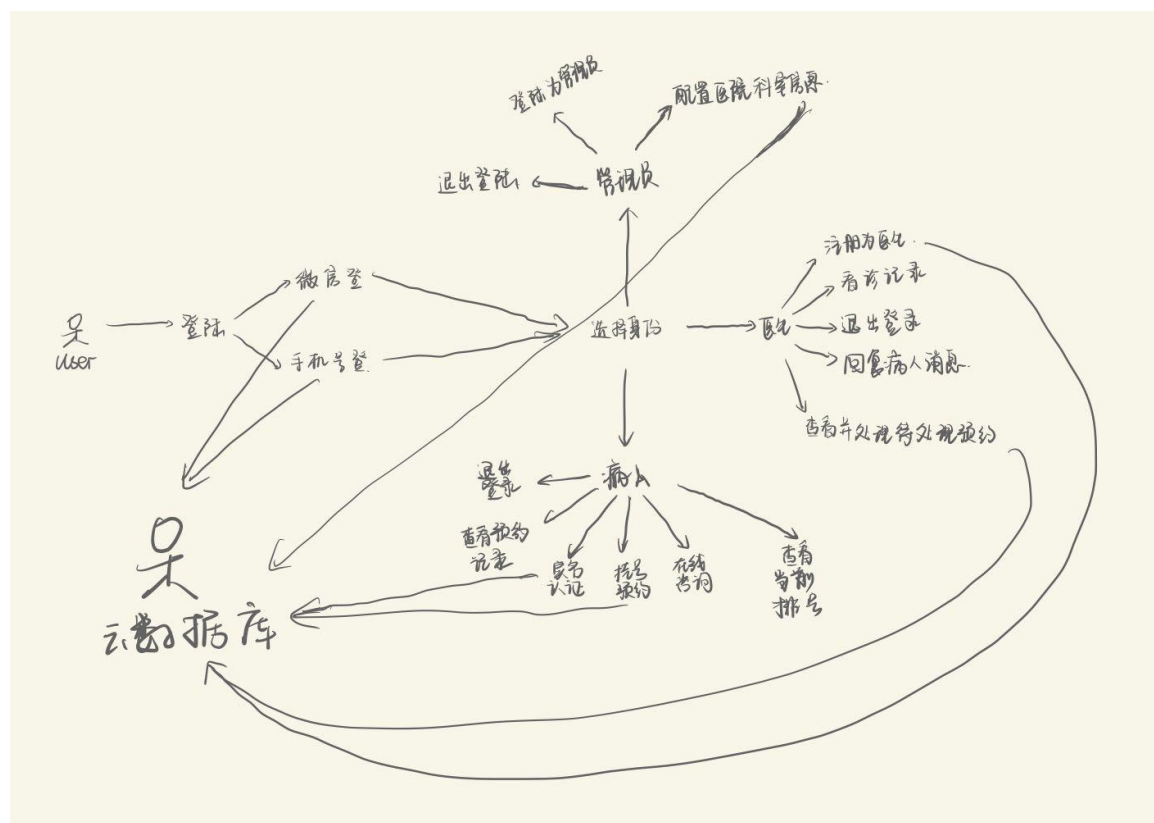 登陆为管理员
配置医院科室信息.
退出登陆
管理员
注册为医生.
微信登
看诊记录
user
登陆
选择身份
医生
退出登录
手机号登
回复病人消息.
查看并处理待处理预约
退出
登录
病人
查看预约
记录
实名
认证
挂号
预约
在线
咨询
查看
当前
排号
云数据库